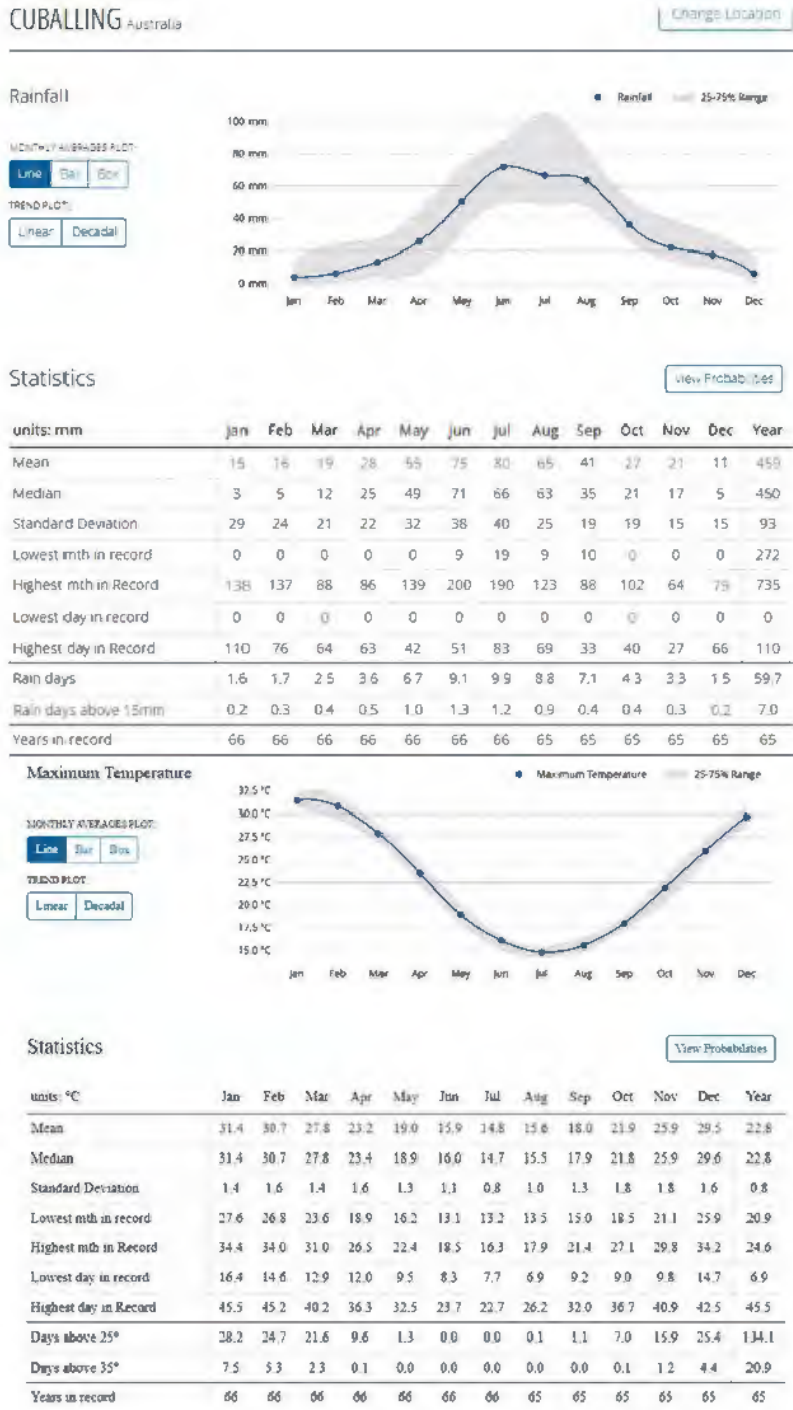 CUBALLING Australia
Change Location
Rainfall
MONTHLY AVERAGES PLOT:
Line Bar Box
TREND PLOT:
Linear Decadal
Rainfall 25-75% Range
100 mm
80 mm
60 mm
40 mm
20 mm
0 mm
Jan Feb Mar Apr May Jun Jul Aug Sep Oct Nov Dec
Statistics
View Probabilities
units: mm Jan Feb Mar Apr May Jun Jul Aug Sep Oct Nov Dec Year
Mean 15 16 19 28 55 75 80 65 41 27 21 11 459
Median 3 5 12 25 49 71 66 63 35 21 17 5 450
Standard Deviation 29 24 21 22 32 38 40 25 19 19 15 15 93
Lowest mth in record 0 0 0 0 0 9 19 9 10 0 0 0 272
Highest mth in Record 138 137 88 86 139 200 190 123 88 102 64 79 735
Lowest day in record 0 0 0 0 0 0 0 0 0 0 0 0 0
Highest day in Record 110 76 64 63 42 51 83 69 33 40 27 66 110
Rain days 1.6 1.7 2.5 3.6 6.7 9.1 9.9 8.8 7.1 4.3 3.3 1.5 59.7
Rain days above 15mm 0.2 0.3 0.4 0.5 1.0 1.3 1.2 0.9 0.4 0.4 0.3 0.2 7.0
Years in record 66 66 66 66 66 66 66 65 65 65 65 65 65
Maximum Temperature
MONTHLY AVERAGES PLOT:
Line Bar Box
TREND PLOT
Linear Decadal
Maximum Temperature 25-75% Range
32.5 °C
30.0 °C
27.5 °C
25.0 °C
22.5 °C
20.0 °C
17.5 °C
15.0 °C
Jan Feb Mar Apr May Jun Jul Aug Sep Oct Nov Dec
Statistics
View Probabilities
units: °C Jan Feb Mar Apr May Jun Jul Aug Sep Oct Nov Dec Year
Mean 31.4 30.7 27.8 23.2 19.0 15.9 14.8 15.6 18.0 21.9 25.9 29.5 22.8
Median 31.4 30.7 27.8 23.4 18.9 16.0 14.7 15.5 17.9 21.8 25.9 29.6 22.8
Standard Deviation 1.4 1.6 1.4 1.6 1.3 1.1 0.8 1.0 1.3 1.8 1.8 1.6 0.8
Lowest mth in record 27.6 26.8 23.6 18.9 16.2 13.1 13.2 13.5 15.0 18.5 21.1 25.9 20.9
Highest mth in Record 34.4 34.0 31.0 26.5 22.4 18.5 16.3 17.9 21.4 27.1 29.8 34.2 24.6
Lowest day in record 16.4 14.6 12.9 12.0 9.5 8.3 7.7 6.9 9.2 9.0 9.8 14.7 6.9
Highest day in Record 45.5 45.2 40.2 36.3 32.5 23.7 22.7 26.2 32.0 36.7 40.9 42.5 45.5
Days above 25° 28.2 24.7 21.6 9.6 1.3 0.0 0.0 0.1 1.1 7.0 15.9 25.4 134.1
Days above 35° 7.5 5.3 2.3 0.1 0.0 0.0 0.0 0.0 0.0 0.1 1.2 4.4 20.9
Years in record 66 66 66 66 66 66 66 65 65 65 65 65 65